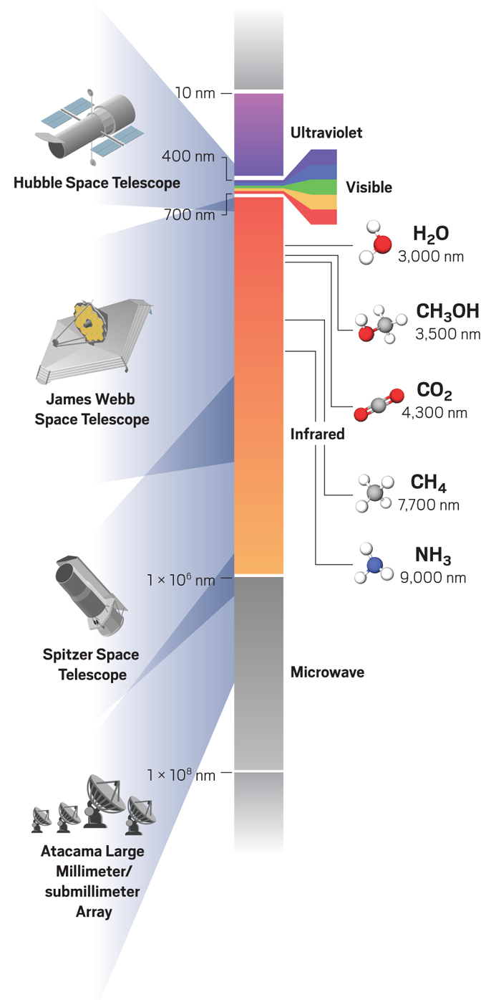 10 nm
Ultraviolet
400 nm
Hubble Space Telescope
Visible
700 nm
H₂O
3,000 nm
CH₃OH
3,500 nm
James Webb
Space Telescope
CO₂
4,300 nm
Infrared
CH₄
7,700 nm
NH₃
9,000 nm
1 × 10⁶ nm
Spitzer Space
Telescope
Microwave
1 × 10⁸ nm
Atacama Large
Millimeter/
submillimeter
Array